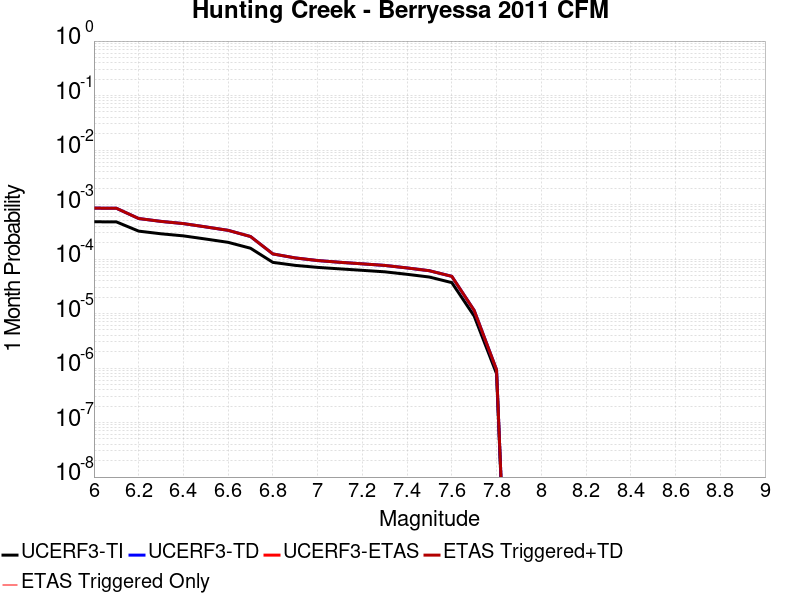 Hunting Creek - Berryessa 2011 CFM
10^0
10^-1
10^-2
10^-3
10^-4
10^-5
10^-6
10^-7
10^-8
1 Month Probability
6 6.2 6.4 6.6 6.8 7 7.2 7.4 7.6 7.8 8 8.2 8.4 8.6 8.8 9
Magnitude
UCERF3-TI UCERF3-TD UCERF3-ETAS ETAS Triggered+TD
ETAS Triggered Only